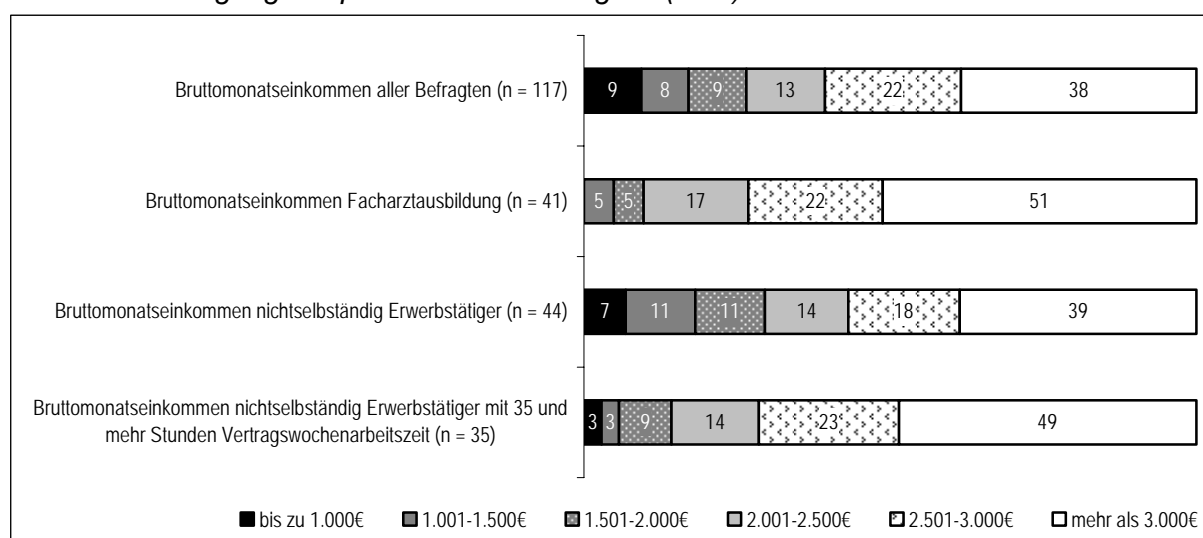 Bruttomonatseinkommen aller Befragten (n = 117)
9 8 9 13 22 38
Bruttomonatseinkommen Facharztausbildung (n = 41)
5 5 17 22 51
Bruttomonatseinkommen nichtselbständig Erwerbstätiger (n = 44)
7 11 11 14 18 39
Bruttomonatseinkommen nichtselbständig Erwerbstätiger mit 35 und
mehr Stunden Vertragswochenarbeitszeit (n = 35)
3 3 9 14 23 49
bis zu 1.000€ 1.001-1.500€ 1.501-2.000€ 2.001-2.500€ 2.501-3.000€ mehr als 3.000€